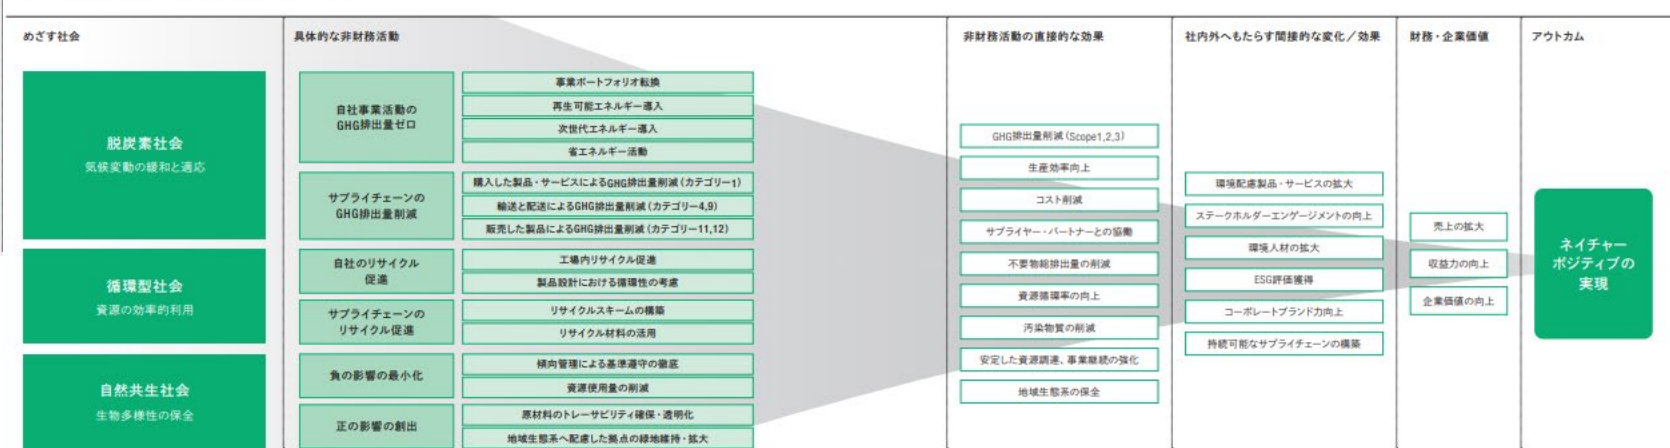 めざす社会
具体的な非財務活動
非財務活動の直接的な効果
社内外へもたらす間接的な変化／効果
財務・企業価値
アウトカム
脱炭素社会
気候変動の緩和と適応
自社事業活動の
GHG排出量ゼロ
事業ポートフォリオ転換
再生可能エネルギー導入
次世代エネルギー導入
省エネルギー活動
サプライチェーンの
GHG排出量削減
購入した製品・サービスによるGHG排出量削減（カテゴリー1）
輸送と配送によるGHG排出量削減（カテゴリー4,9）
販売した製品によるGHG排出量削減（カテゴリー11,12）
循環型社会
資源の効率的利用
自社のリサイクル
促進
工場内リサイクル促進
製品設計における循環性の考慮
サプライチェーンの
リサイクル促進
リサイクルスキームの構築
リサイクル材料の活用
自然共生社会
生物多様性の保全
負の影響の最小化
傾向管理による基準遵守の徹底
資源使用量の削減
正の影響の創出
原材料のトレーサビリティ確保・透明化
地域生態系へ配慮した拠点の緑地維持・拡大
GHG排出量削減（Scope1,2,3）
生産効率向上
コスト削減
サプライヤー・パートナーとの協働
不要物総排出量の削減
資源循環率の向上
汚染物質の削減
安定した資源調達、事業継続の強化
地域生態系の保全
環境配慮製品・サービスの拡大
ステークホルダーエンゲージメントの向上
環境人材の拡大
ESG評価獲得
コーポレートブランド力向上
持続可能なサプライチェーンの構築
売上の拡大
収益力の向上
企業価値の向上
ネイチャー
ポジティブの
実現